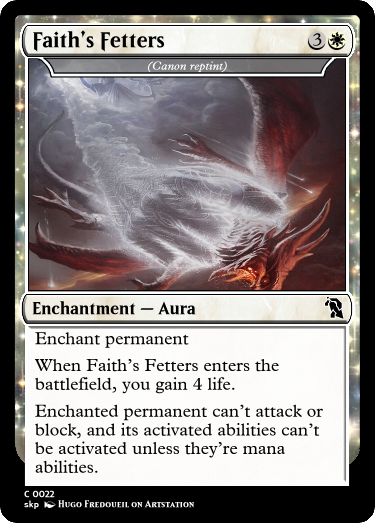 Faith's Fetters 3
(Canon reptint)
Enchantment — Aura
Enchant permanent
When Faith's Fetters enters the
battlefield, you gain 4 life.
Enchanted permanent can't attack or
block, and its activated abilities can't
be activated unless they're mana
abilities.
C 0022
skp Hugo Fredoueil on Artstation